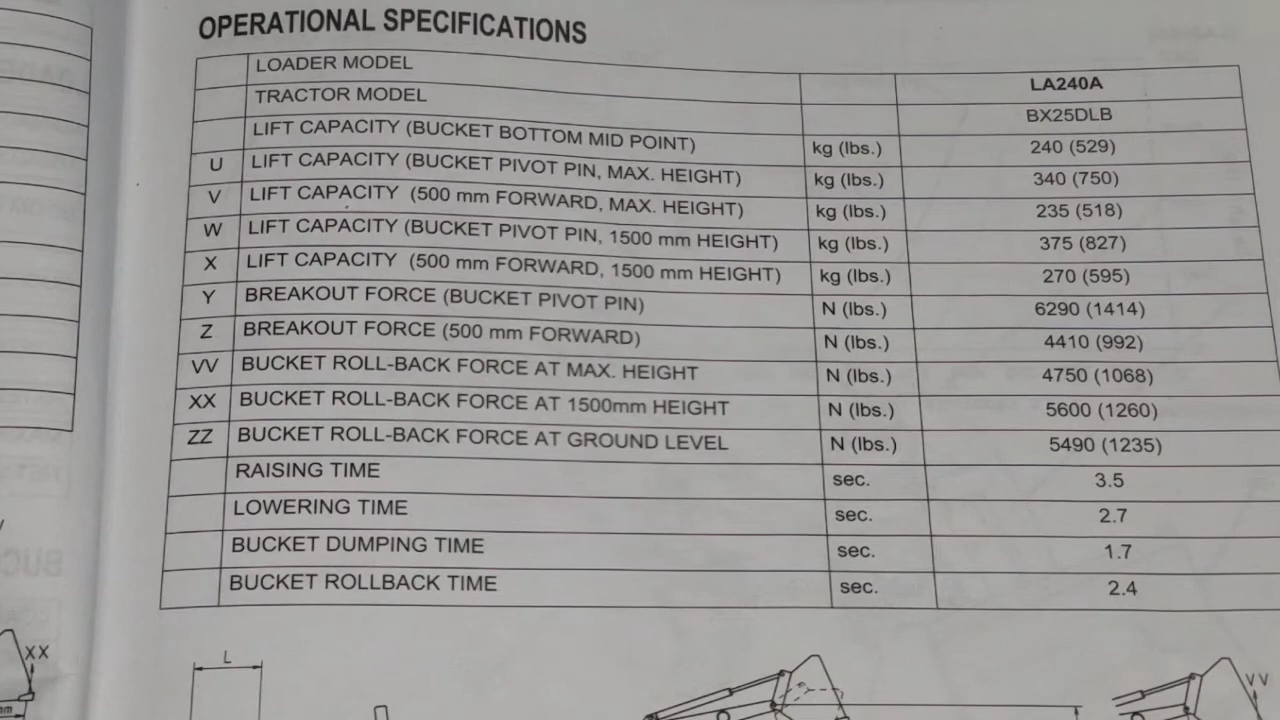 OPERATIONAL SPECIFICATIONS
LOADER MODEL LA240A
TRACTOR MODEL BX25DLB
LIFT CAPACITY (BUCKET BOTTOM MID POINT) kg (lbs.) 240 (529)
U LIFT CAPACITY (BUCKET PIVOT PIN, MAX. HEIGHT) kg (lbs.) 340 (750)
V LIFT CAPACITY (500 mm FORWARD, MAX. HEIGHT) kg (lbs.) 235 (518)
W LIFT CAPACITY (BUCKET PIVOT PIN, 1500 mm HEIGHT) kg (lbs.) 375 (827)
X LIFT CAPACITY (500 mm FORWARD, 1500 mm HEIGHT) kg (lbs.) 270 (595)
Y BREAKOUT FORCE (BUCKET PIVOT PIN) N (lbs.) 6290 (1414)
Z BREAKOUT FORCE (500 mm FORWARD) N (lbs.) 4410 (992)
VV BUCKET ROLL-BACK FORCE AT MAX. HEIGHT N (lbs.) 4750 (1068)
XX BUCKET ROLL-BACK FORCE AT 1500mm HEIGHT N (lbs.) 5600 (1260)
ZZ BUCKET ROLL-BACK FORCE AT GROUND LEVEL N (lbs.) 5490 (1235)
RAISING TIME sec. 3.5
LOWERING TIME sec. 2.7
BUCKET DUMPING TIME sec. 1.7
BUCKET ROLLBACK TIME sec. 2.4
XX
L
VV
mm